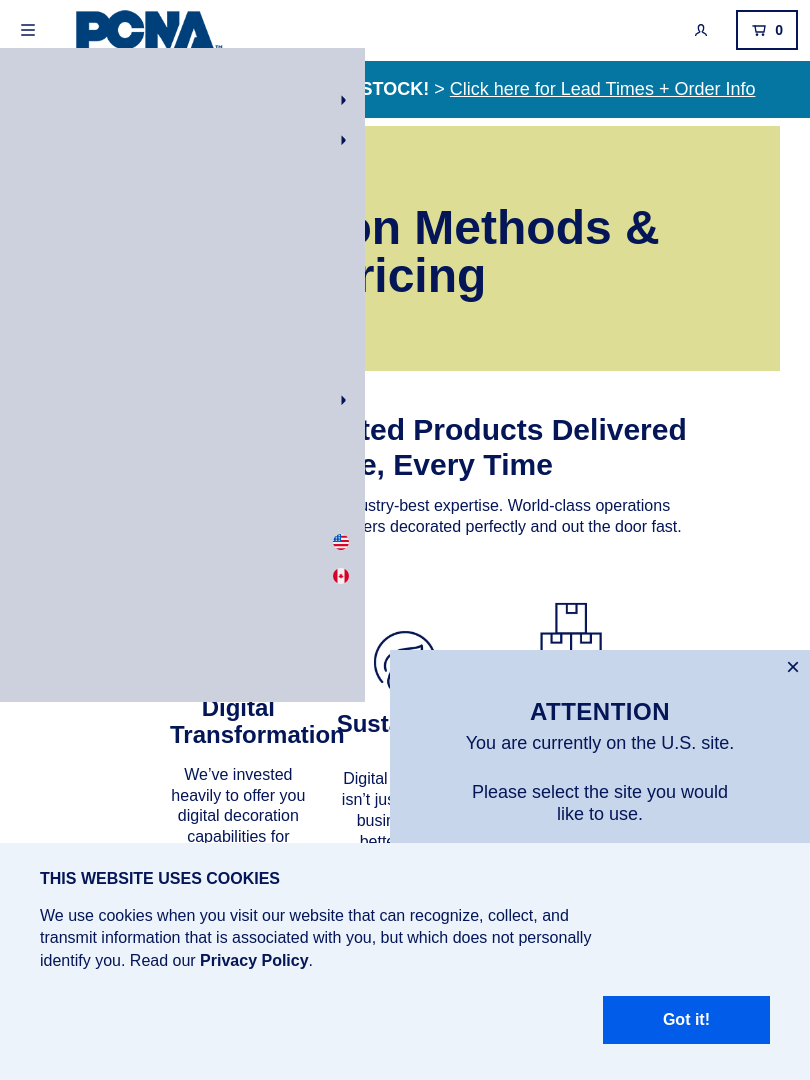 PCNA™
0
STOCK! > Click here for Lead Times + Order Info
on Methods &
ricing
ted Products Delivered
e, Every Time
ustry-best expertise. World-class operations
ers decorated perfectly and out the door fast.
Digital
Transformation
We’ve invested
heavily to offer you
digital decoration
capabilities for
Digital
isn’t
ATTENTION
You are currently on the U.S. site.
Please select the site you would
like to use.
THIS WEBSITE USES COOKIES
We use cookies when you visit our website that can recognize, collect, and
transmit information that is associated with you, but which does not personally
identify you. Read our Privacy Policy.
Got it!